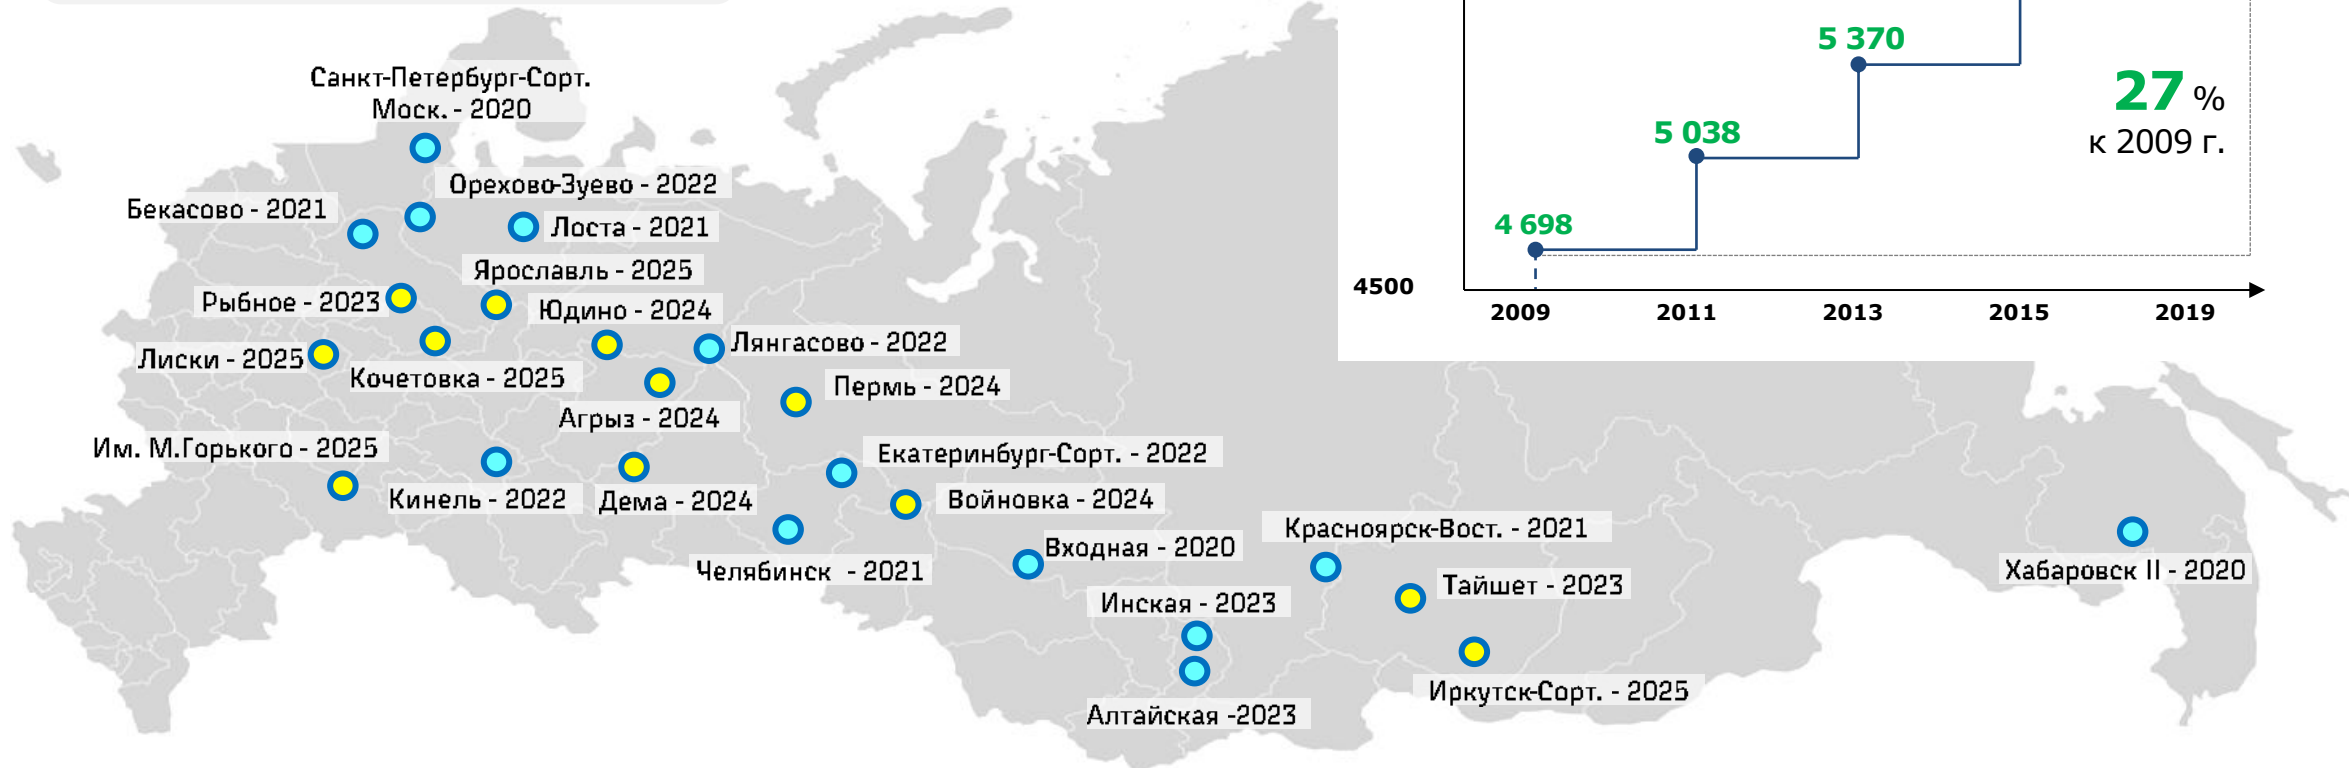 Санкт-Петербург-Сорт.
Моск. - 2020
Орехово-Зуево - 2022
Бекасово - 2021
Лоста - 2021
Ярославль - 2025
Рыбное - 2023
Юдино - 2024
Лянгасово - 2022
Лиски - 2025
Кочетовка - 2025
Пермь - 2024
Агрыз - 2024
Им. М.Горького - 2025
Екатеринбург-Сорт. - 2022
Кинель - 2022
Дема - 2024
Войновка - 2024
Челябинск - 2021
Входная - 2020
Красноярск-Вост. - 2021
Инская - 2023
Тайшет - 2023
Хабаровск II - 2020
Иркутск-Сорт. - 2025
Алтайская -2023
5 370
27 %
к 2009 г.
5 038
4 698
4500
2009 2011 2013 2015 2019